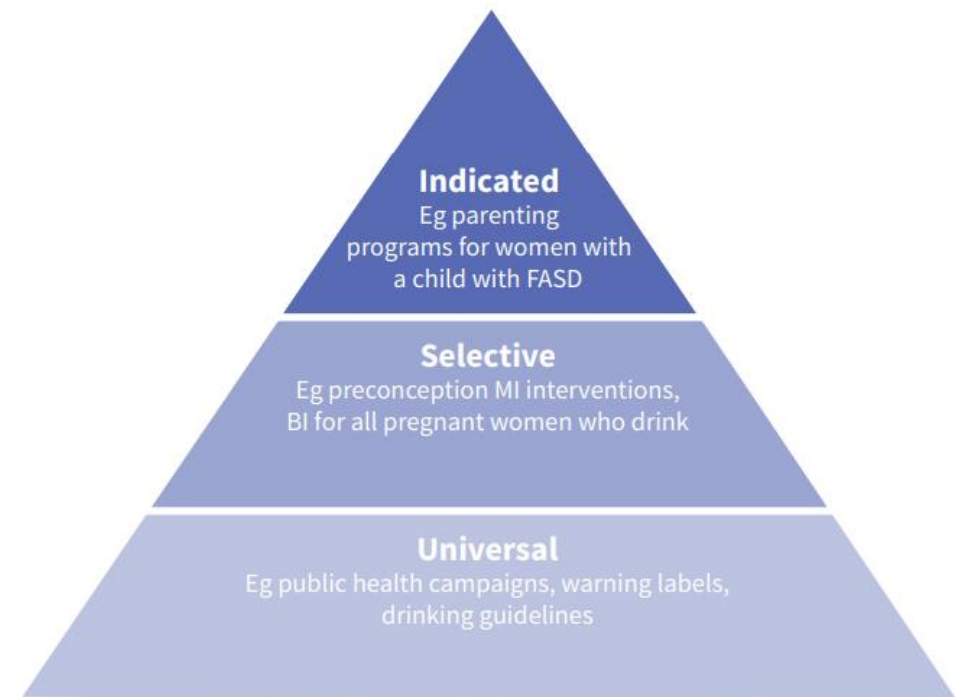 Indicated
Eg parenting
programs for women with
a child with FASD
Selective
Eg preconception MI interventions,
BI for all pregnant women who drink
Universal
Eg public health campaigns, warning labels,
drinking guidelines